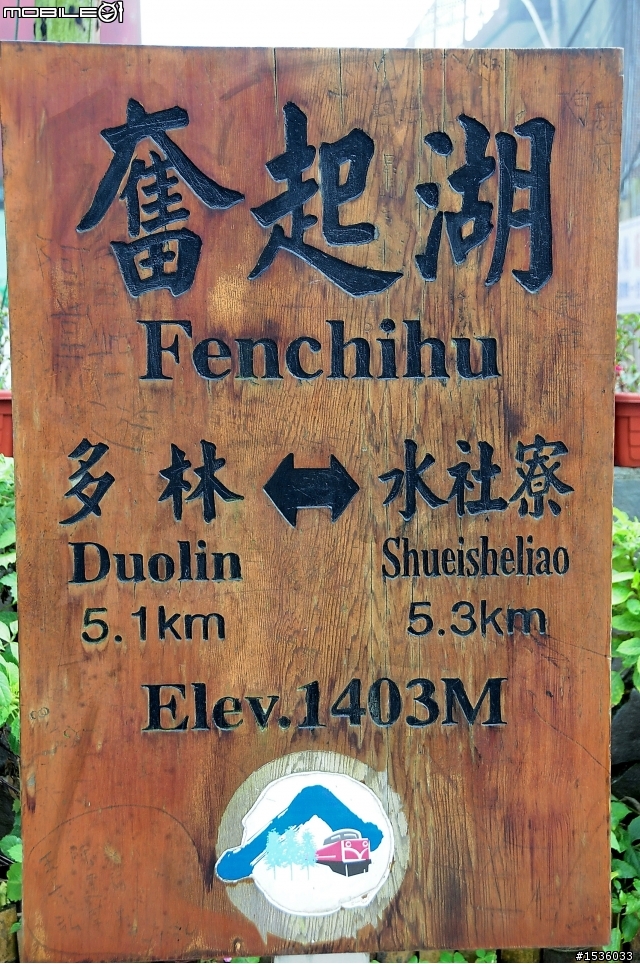 MOBILE01
奮起湖
Fenchihu
多林 ↔ 水社寮
Duolin Shueisheliao
5.1km 5.3km
Elev.1403M
#1536033